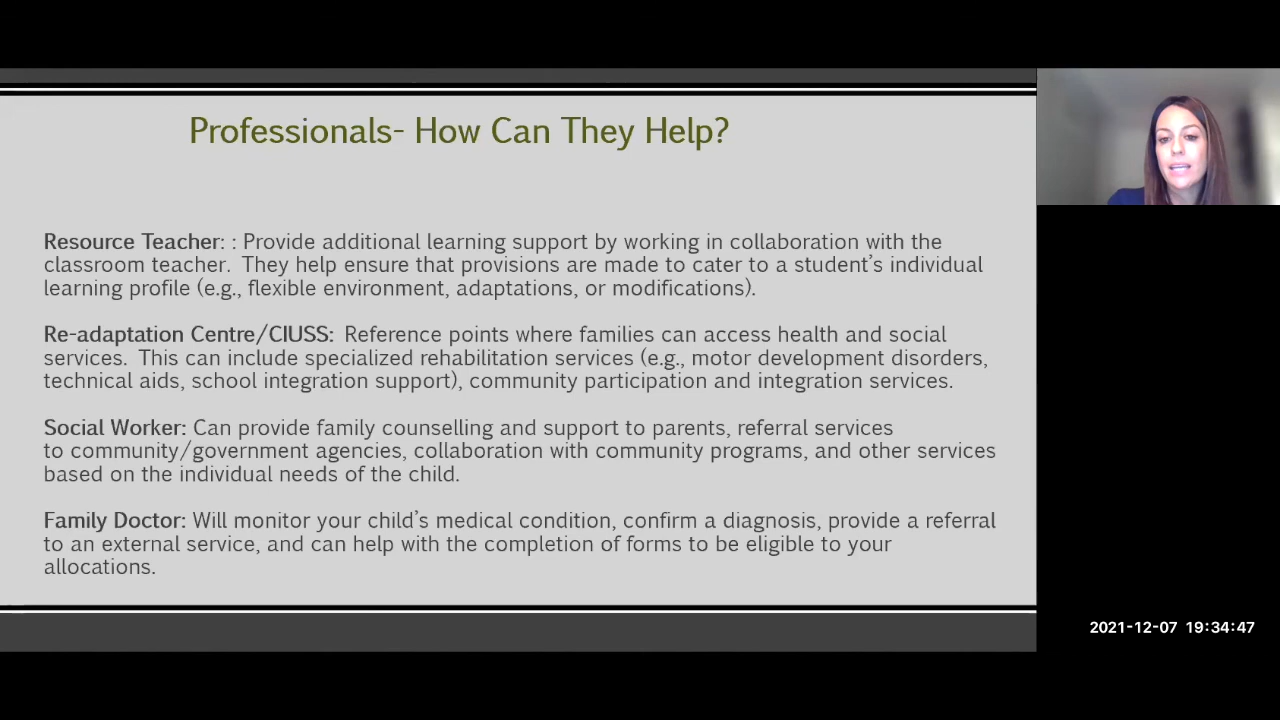 Professionals- How Can They Help?
Resource Teacher: : Provide additional learning support by working in collaboration with the
classroom teacher. They help ensure that provisions are made to cater to a student’s individual
learning profile (e.g., flexible environment, adaptations, or modifications).
Re-adaptation Centre/CIUSS: Reference points where families can access health and social
services. This can include specialized rehabilitation services (e.g., motor development disorders,
technical aids, school integration support), community participation and integration services.
Social Worker: Can provide family counselling and support to parents, referral services
to community/government agencies, collaboration with community programs, and other services
based on the individual needs of the child.
Family Doctor: Will monitor your child’s medical condition, confirm a diagnosis, provide a referral
to an external service, and can help with the completion of forms to be eligible to your
allocations.
2021-12-07 19:34:47